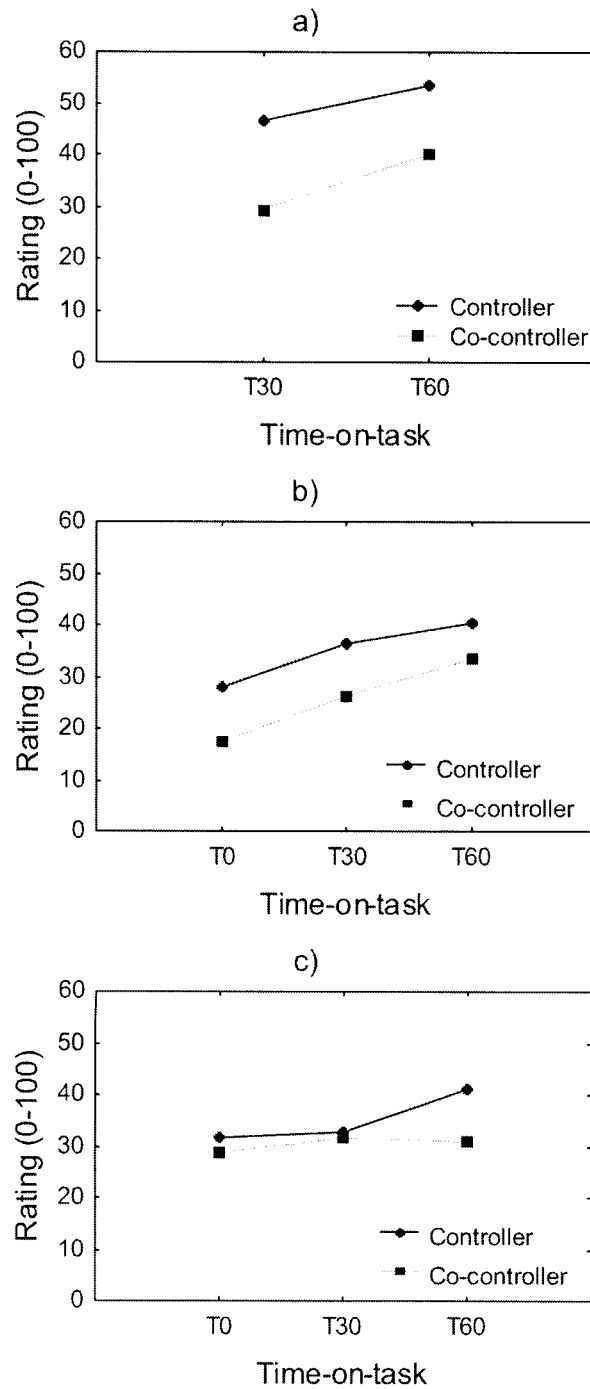 a)
60
50
40
30
20
10
0
Rating (0-100)
Controller
Co-controller
T30 T60
Time-on-task
b)
60
50
40
30
20
10
0
Rating (0-100)
Controller
Co-controller
T0 T30 T60
Time-on-task
c)
60
50
40
30
20
10
0
Rating (0-100)
Controller
Co-controller
T0 T30 T60
Time-on-task